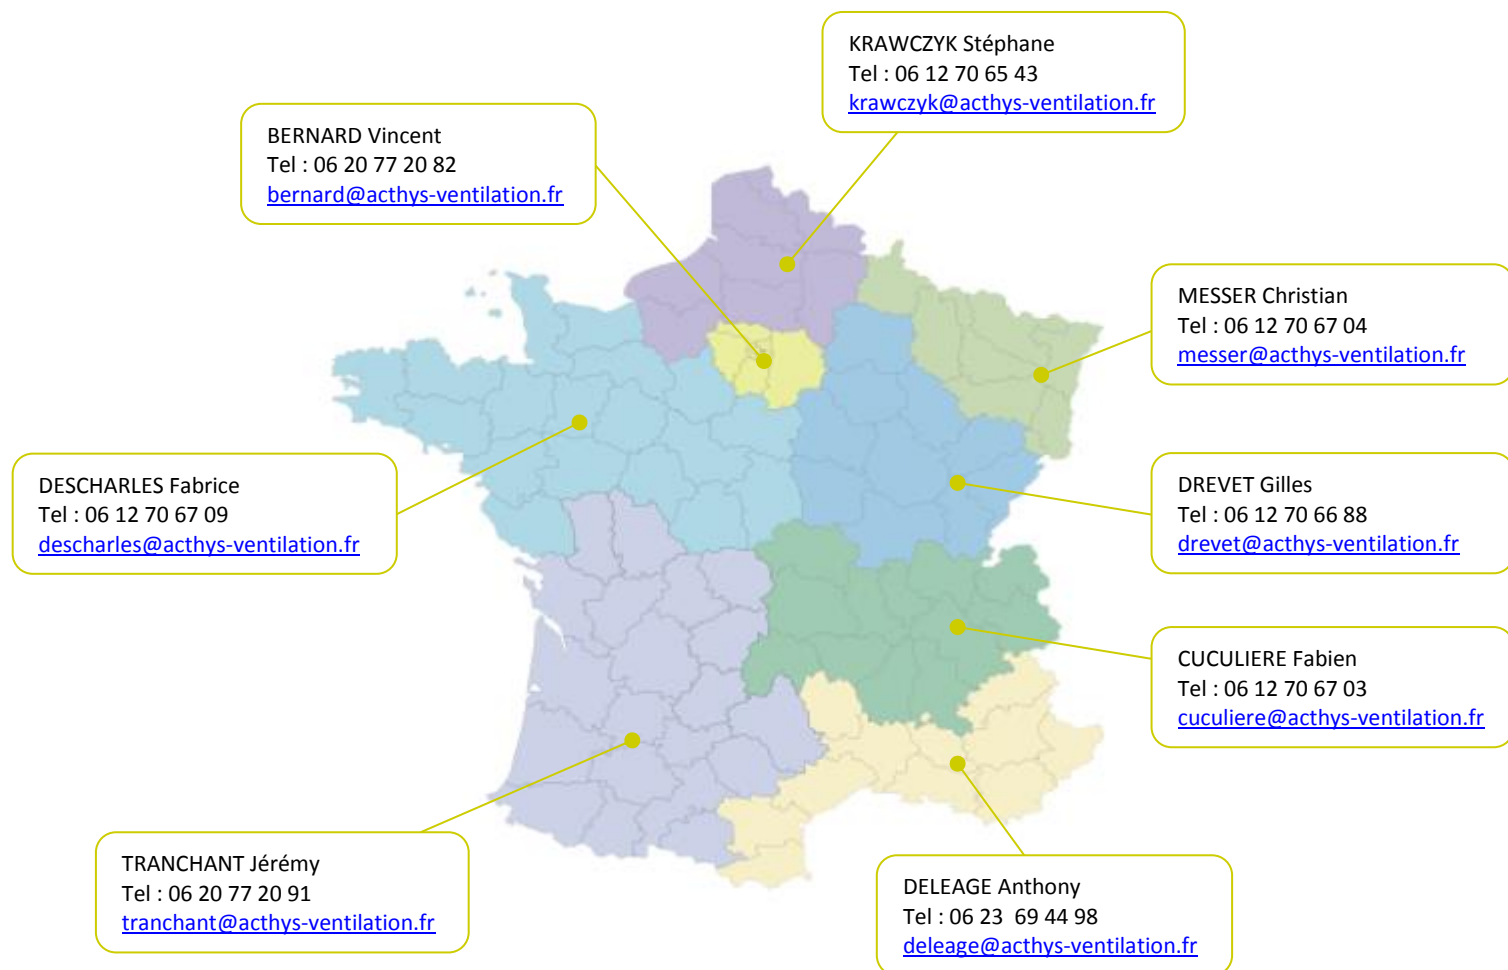 KRAWCZYK Stéphane
Tel : 06 12 70 65 43
krawczyk@acthys-ventilation.fr
BERNARD Vincent
Tel : 06 20 77 20 82
bernard@acthys-ventilation.fr
MESSER Christian
Tel : 06 12 70 67 04
messer@acthys-ventilation.fr
DESCHARLES Fabrice
Tel : 06 12 70 67 09
descharles@acthys-ventilation.fr
DREVET Gilles
Tel : 06 12 70 66 88
drevet@acthys-ventilation.fr
CUCULIERE Fabien
Tel : 06 12 70 67 03
cuculiere@acthys-ventilation.fr
TRANCHANT Jérémy
Tel : 06 20 77 20 91
tranchant@acthys-ventilation.fr
DELEAGE Anthony
Tel : 06 23  69 44 98
deleage@acthys-ventilation.fr